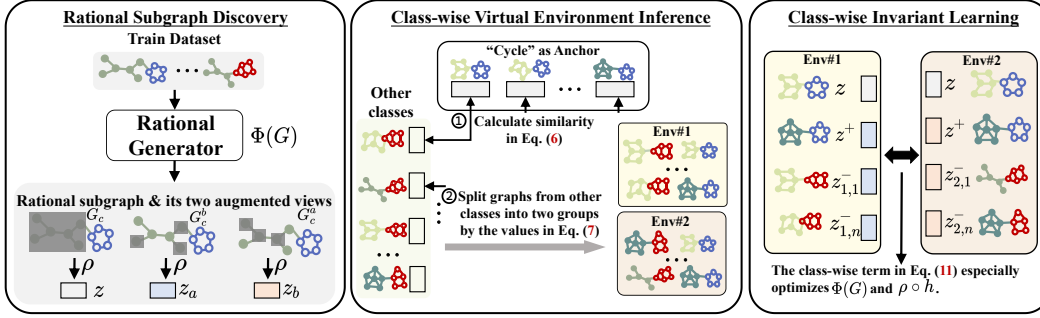 Rational Subgraph Discovery
Train Dataset
Rational
Generator
Φ(G)
Rational subgraph & its two augmented views
G_c
G_c^b
G_c^a
ρ
ρ
ρ
z
z_a
z_b
Class-wise Virtual Environment Inference
“Cycle” as Anchor
Other
classes
①
Calculate similarity
in Eq. (6)
②
Split graphs from other
classes into two groups
by the values in Eq. (7)
Env#1
Env#2
Class-wise Invariant Learning
Env#1
z
z^+
z_{1,1}^-
z_{1,n}^-
Env#2
z
z^+
z_{2,1}^-
z_{2,n}^-
The class-wise term in Eq. (11) especially
optimizes Φ(G) and ρ ∘ h.